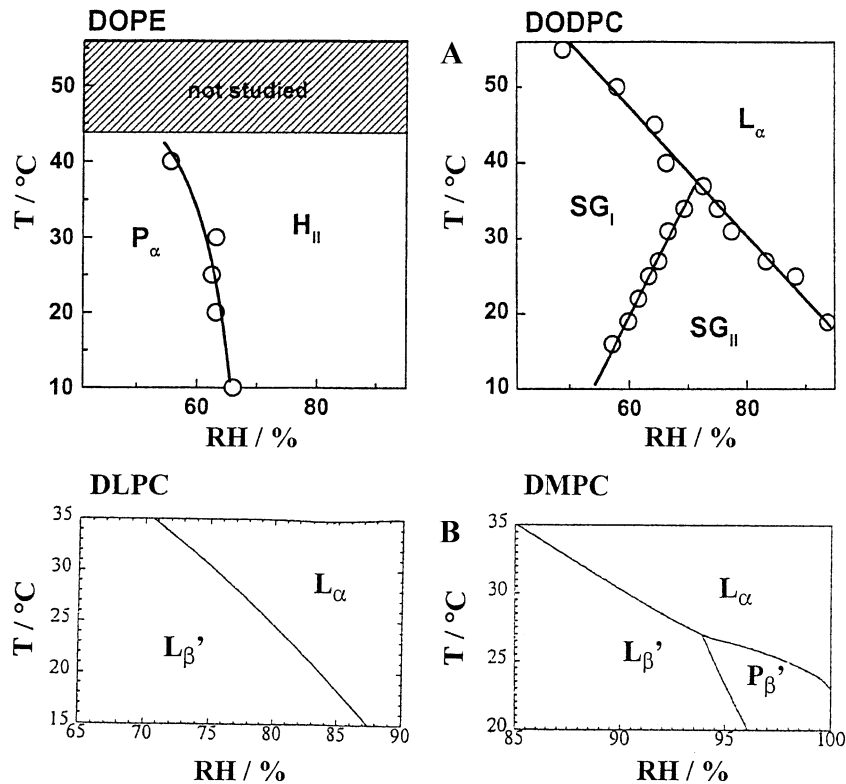 DOPE
DODPC
A
50
not studied
40
T / °C
P_α
H_II
30
20
10
60
80
RH / %
50
L_α
40
T / °C
SG_I
30
20
SG_II
10
60
80
RH / %
DLPC
DMPC
B
35
30
L_α
25
T / °C
L_β’
20
15
65
70
75
80
85
90
RH / %
35
L_α
30
T / °C
L_β’
25
P_β’
20
85
90
95
100
RH / %